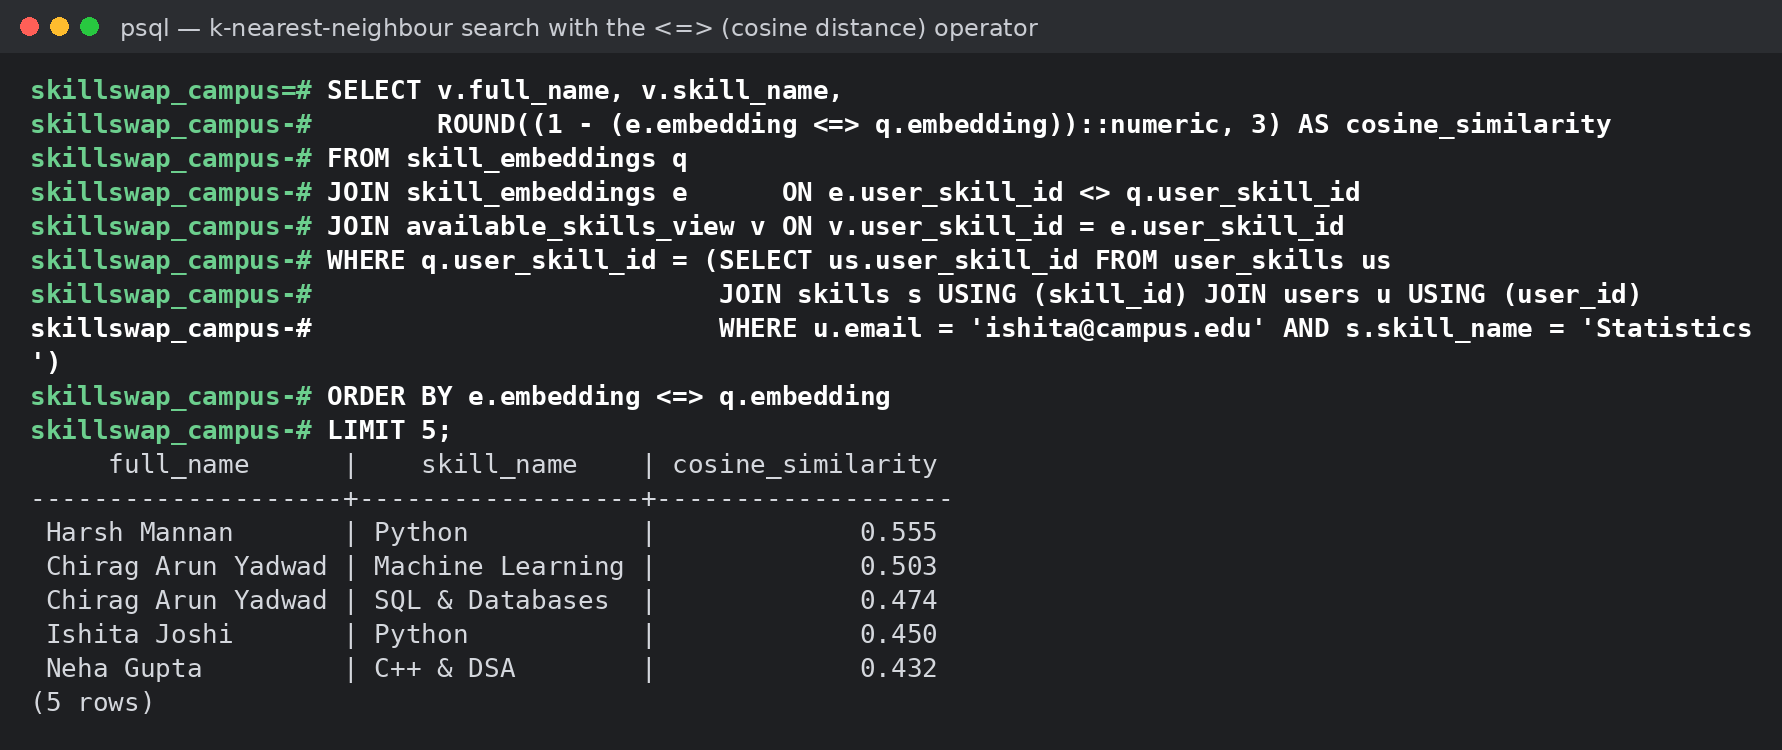 psql — k-nearest-neighbour search with the <=> (cosine distance) operator
skillswap_campus=# SELECT v.full_name, v.skill_name,
skillswap_campus-#        ROUND((1 - (e.embedding <=> q.embedding))::numeric, 3) AS cosine_similarity
skillswap_campus-# FROM skill_embeddings q
skillswap_campus-# JOIN skill_embeddings e      ON e.user_skill_id <> q.user_skill_id
skillswap_campus-# JOIN available_skills_view v ON v.user_skill_id = e.user_skill_id
skillswap_campus-# WHERE q.user_skill_id = (SELECT us.user_skill_id FROM user_skills us
skillswap_campus-#                          JOIN skills s USING (skill_id) JOIN users u USING (user_id)
skillswap_campus-#                          WHERE u.email = 'ishita@campus.edu' AND s.skill_name = 'Statistics
')
skillswap_campus-# ORDER BY e.embedding <=> q.embedding
skillswap_campus-# LIMIT 5;
     full_name      |    skill_name    | cosine_similarity
--------------------+------------------+-------------------
 Harsh Mannan       | Python           |             0.555
 Chirag Arun Yadwad | Machine Learning |             0.503
 Chirag Arun Yadwad | SQL & Databases  |             0.474
 Ishita Joshi       | Python           |             0.450
 Neha Gupta         | C++ & DSA        |             0.432
(5 rows)